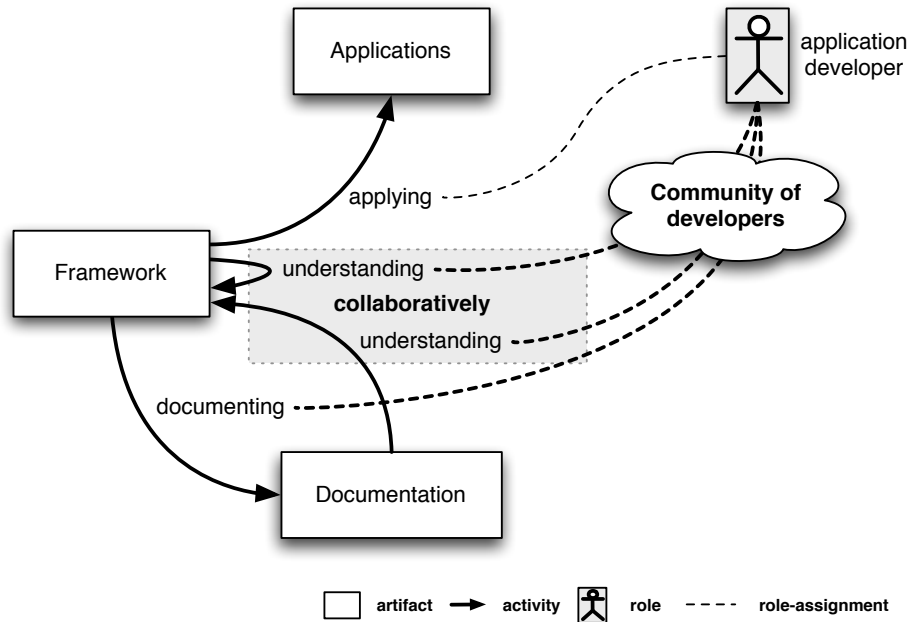 Applications
application
developer
applying
Community of
developers
Framework
understanding
collaboratively
understanding
documenting
Documentation
artifact
activity
role
role-assignment